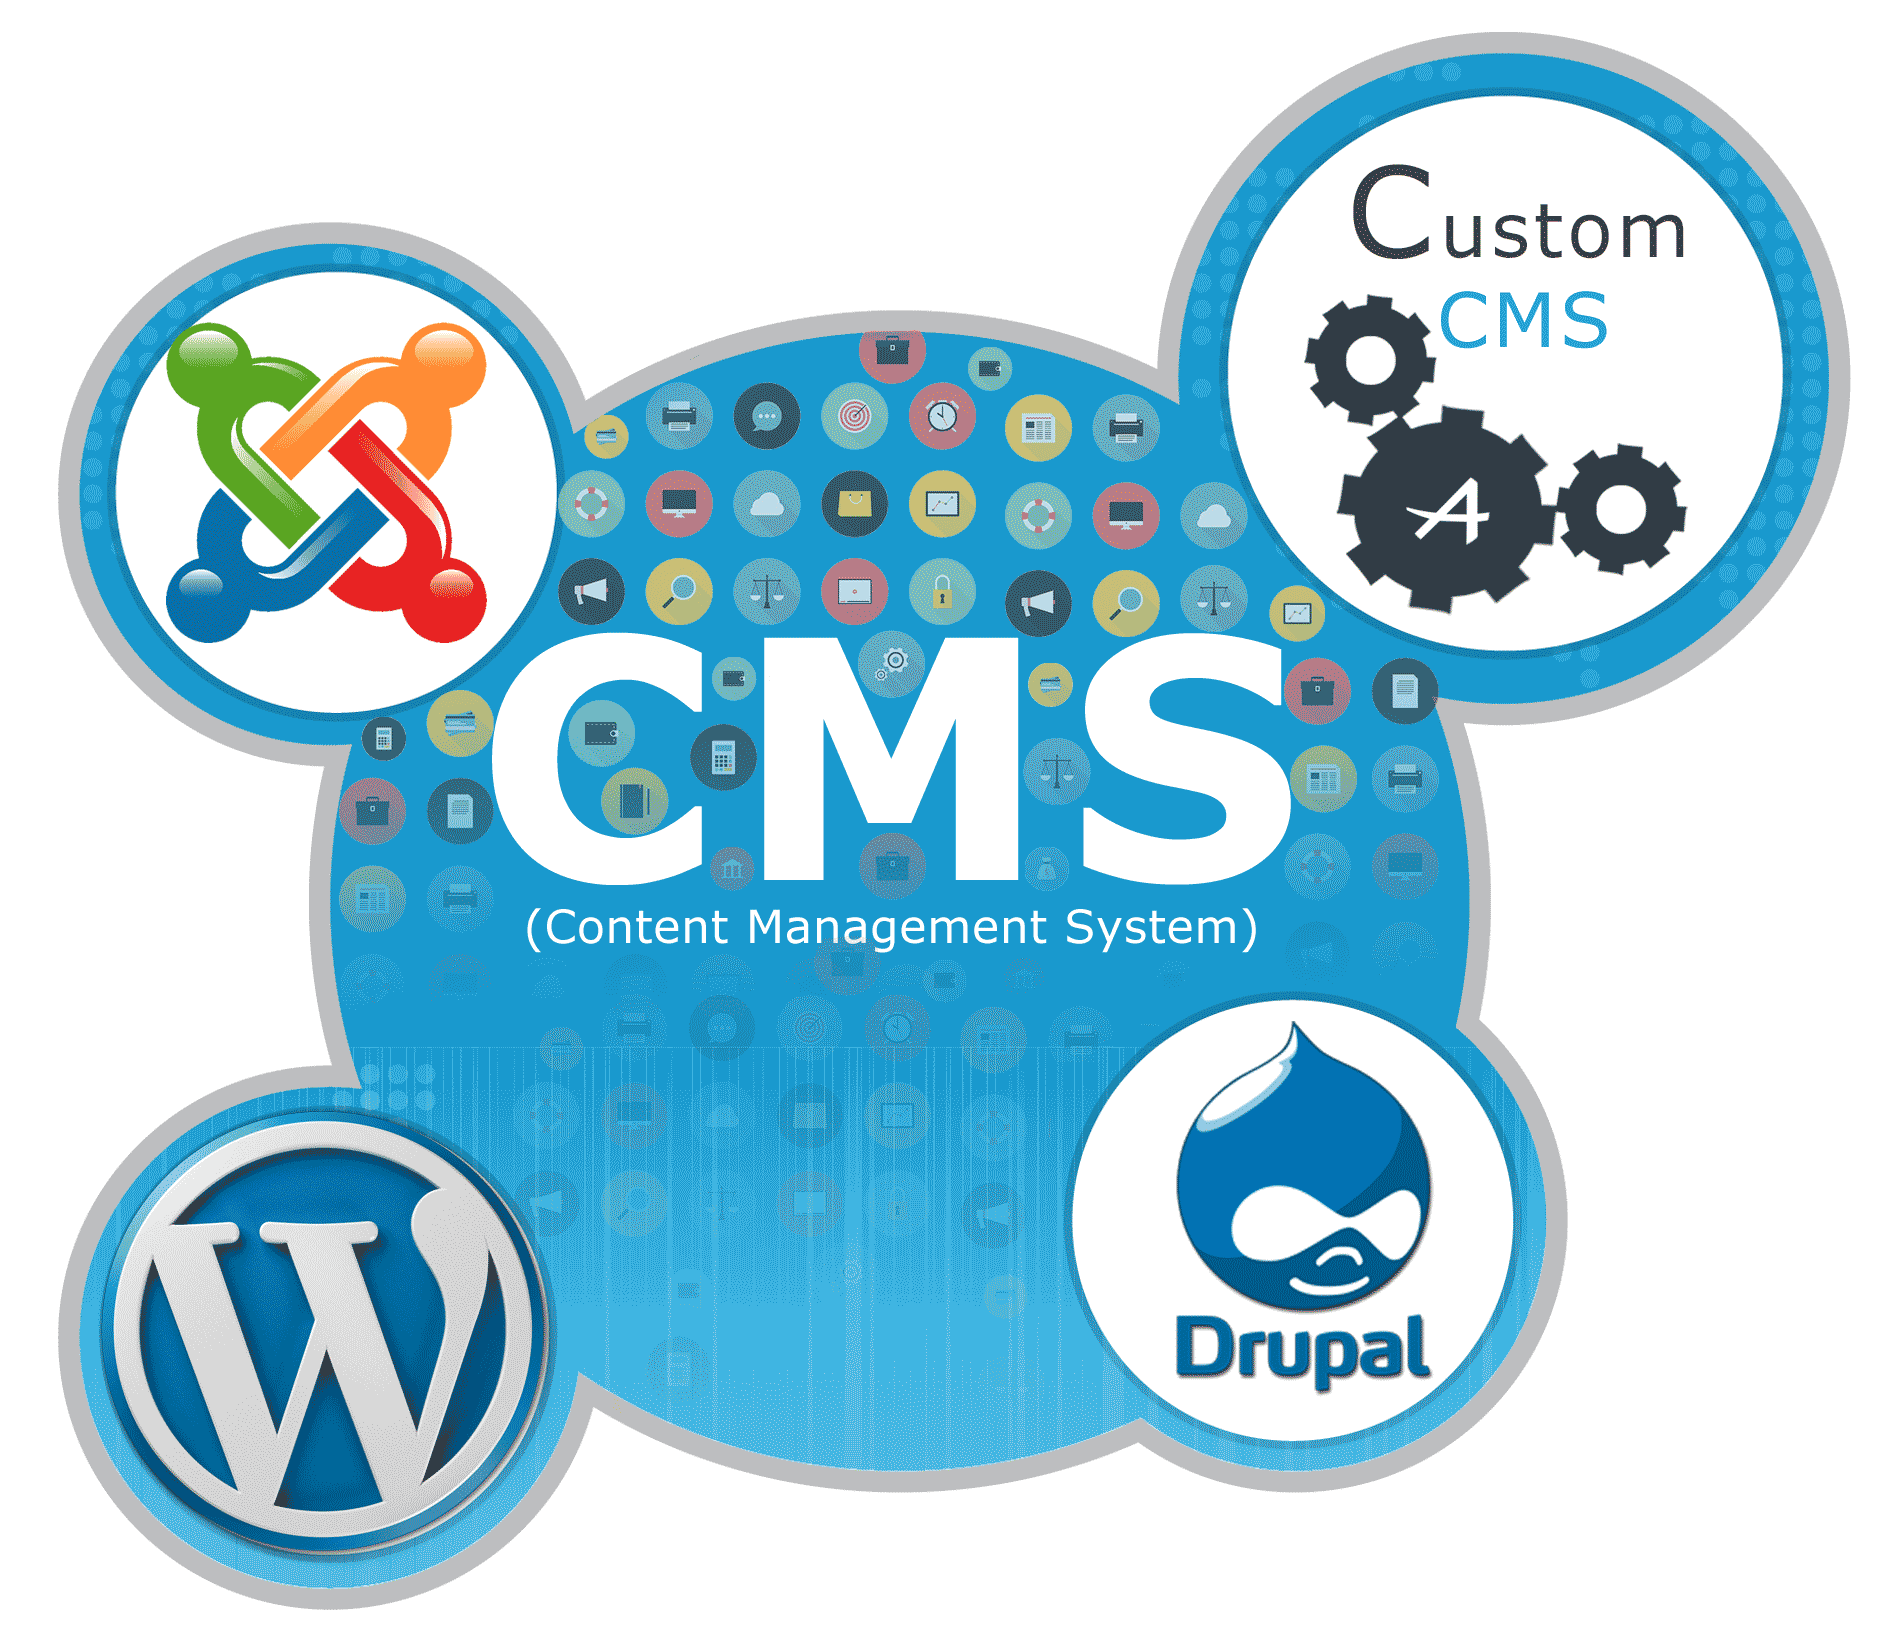 Custom
CMS
A
CMS
(Content Management System)
W
Drupal